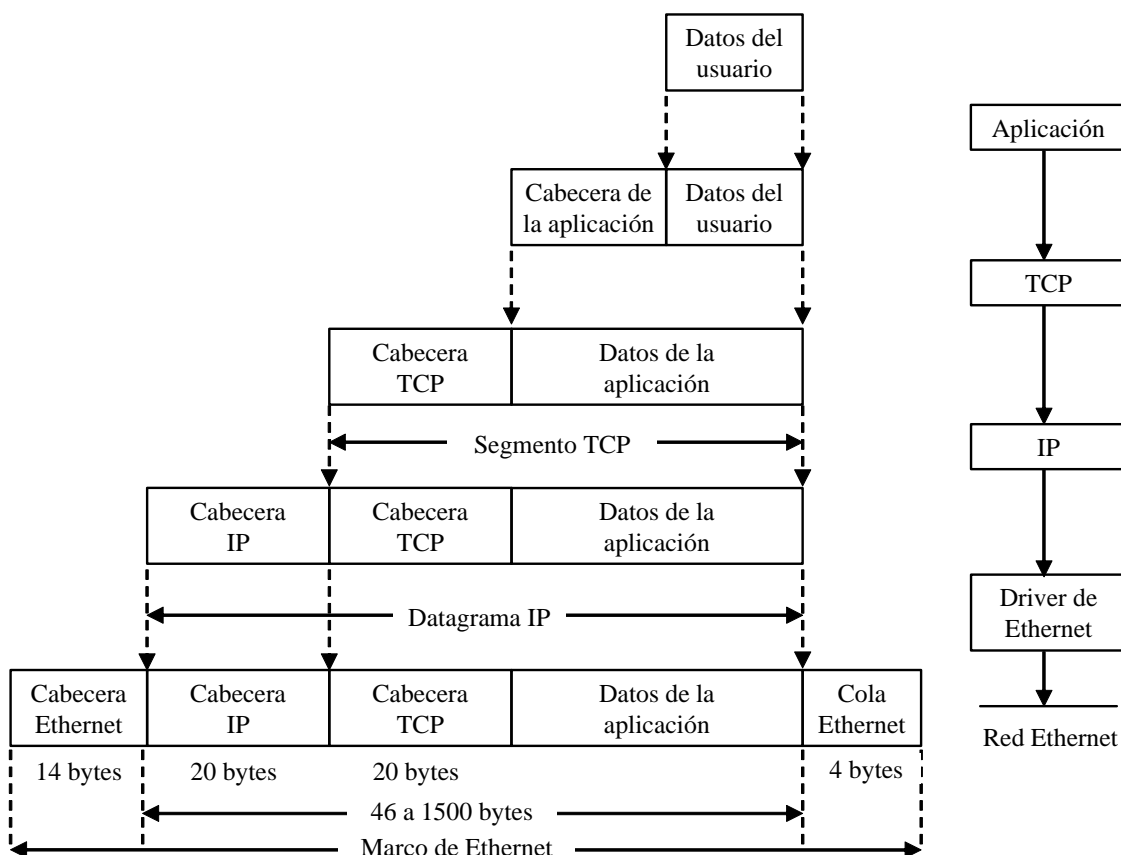 Datos del
usuario
Aplicación
Cabecera de
la aplicación
Datos del
usuario
TCP
Cabecera
TCP
Datos de la
aplicación
Segmento TCP
IP
Cabecera
IP
Cabecera
TCP
Datos de la
aplicación
Datagrama IP
Driver de
Ethernet
Cabecera
Ethernet
Cabecera
IP
Cabecera
TCP
Datos de la
aplicación
Cola
Ethernet
Red Ethernet
14 bytes
20 bytes
20 bytes
4 bytes
46 a 1500 bytes
Marco de Ethernet